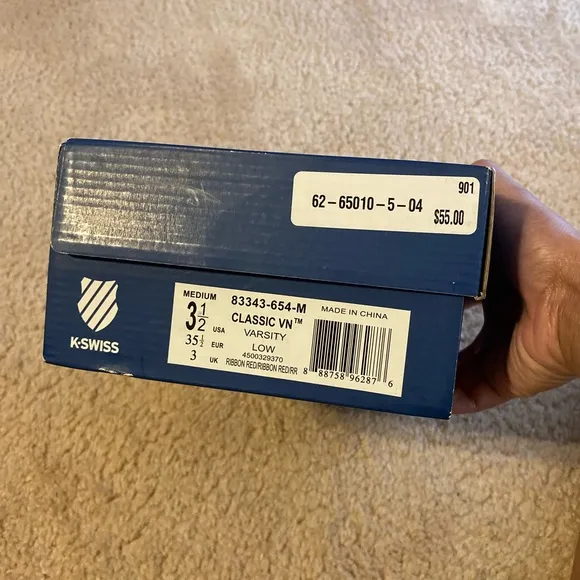 901
62-65010-5-04
$55.00
K·SWISS
MEDIUM
3 1/2 USA
35 1/2 EUR
3 UK
83343-654-M
CLASSIC VN™
VARSITY
LOW
4500329370
RIBBON RED/RIBBON RED/RR
MADE IN CHINA
8 88758 96287 6